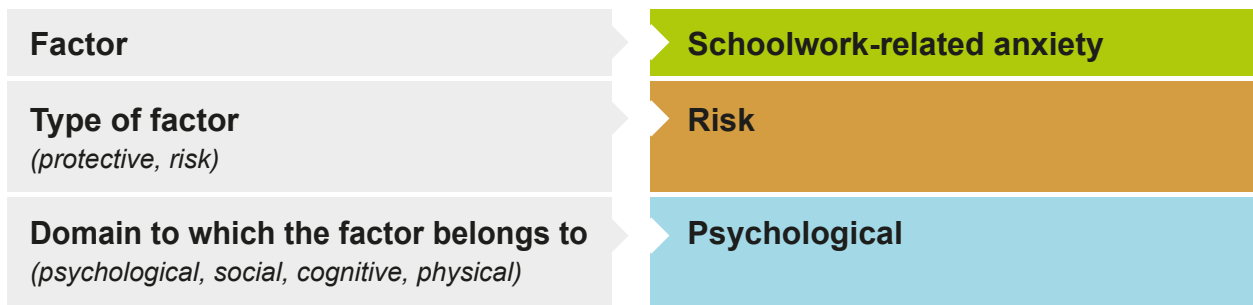 Factor
Schoolwork-related anxiety
Type of factor
(protective, risk)
Risk
Domain to which the factor belongs to
(psychological, social, cognitive, physical)
Psychological